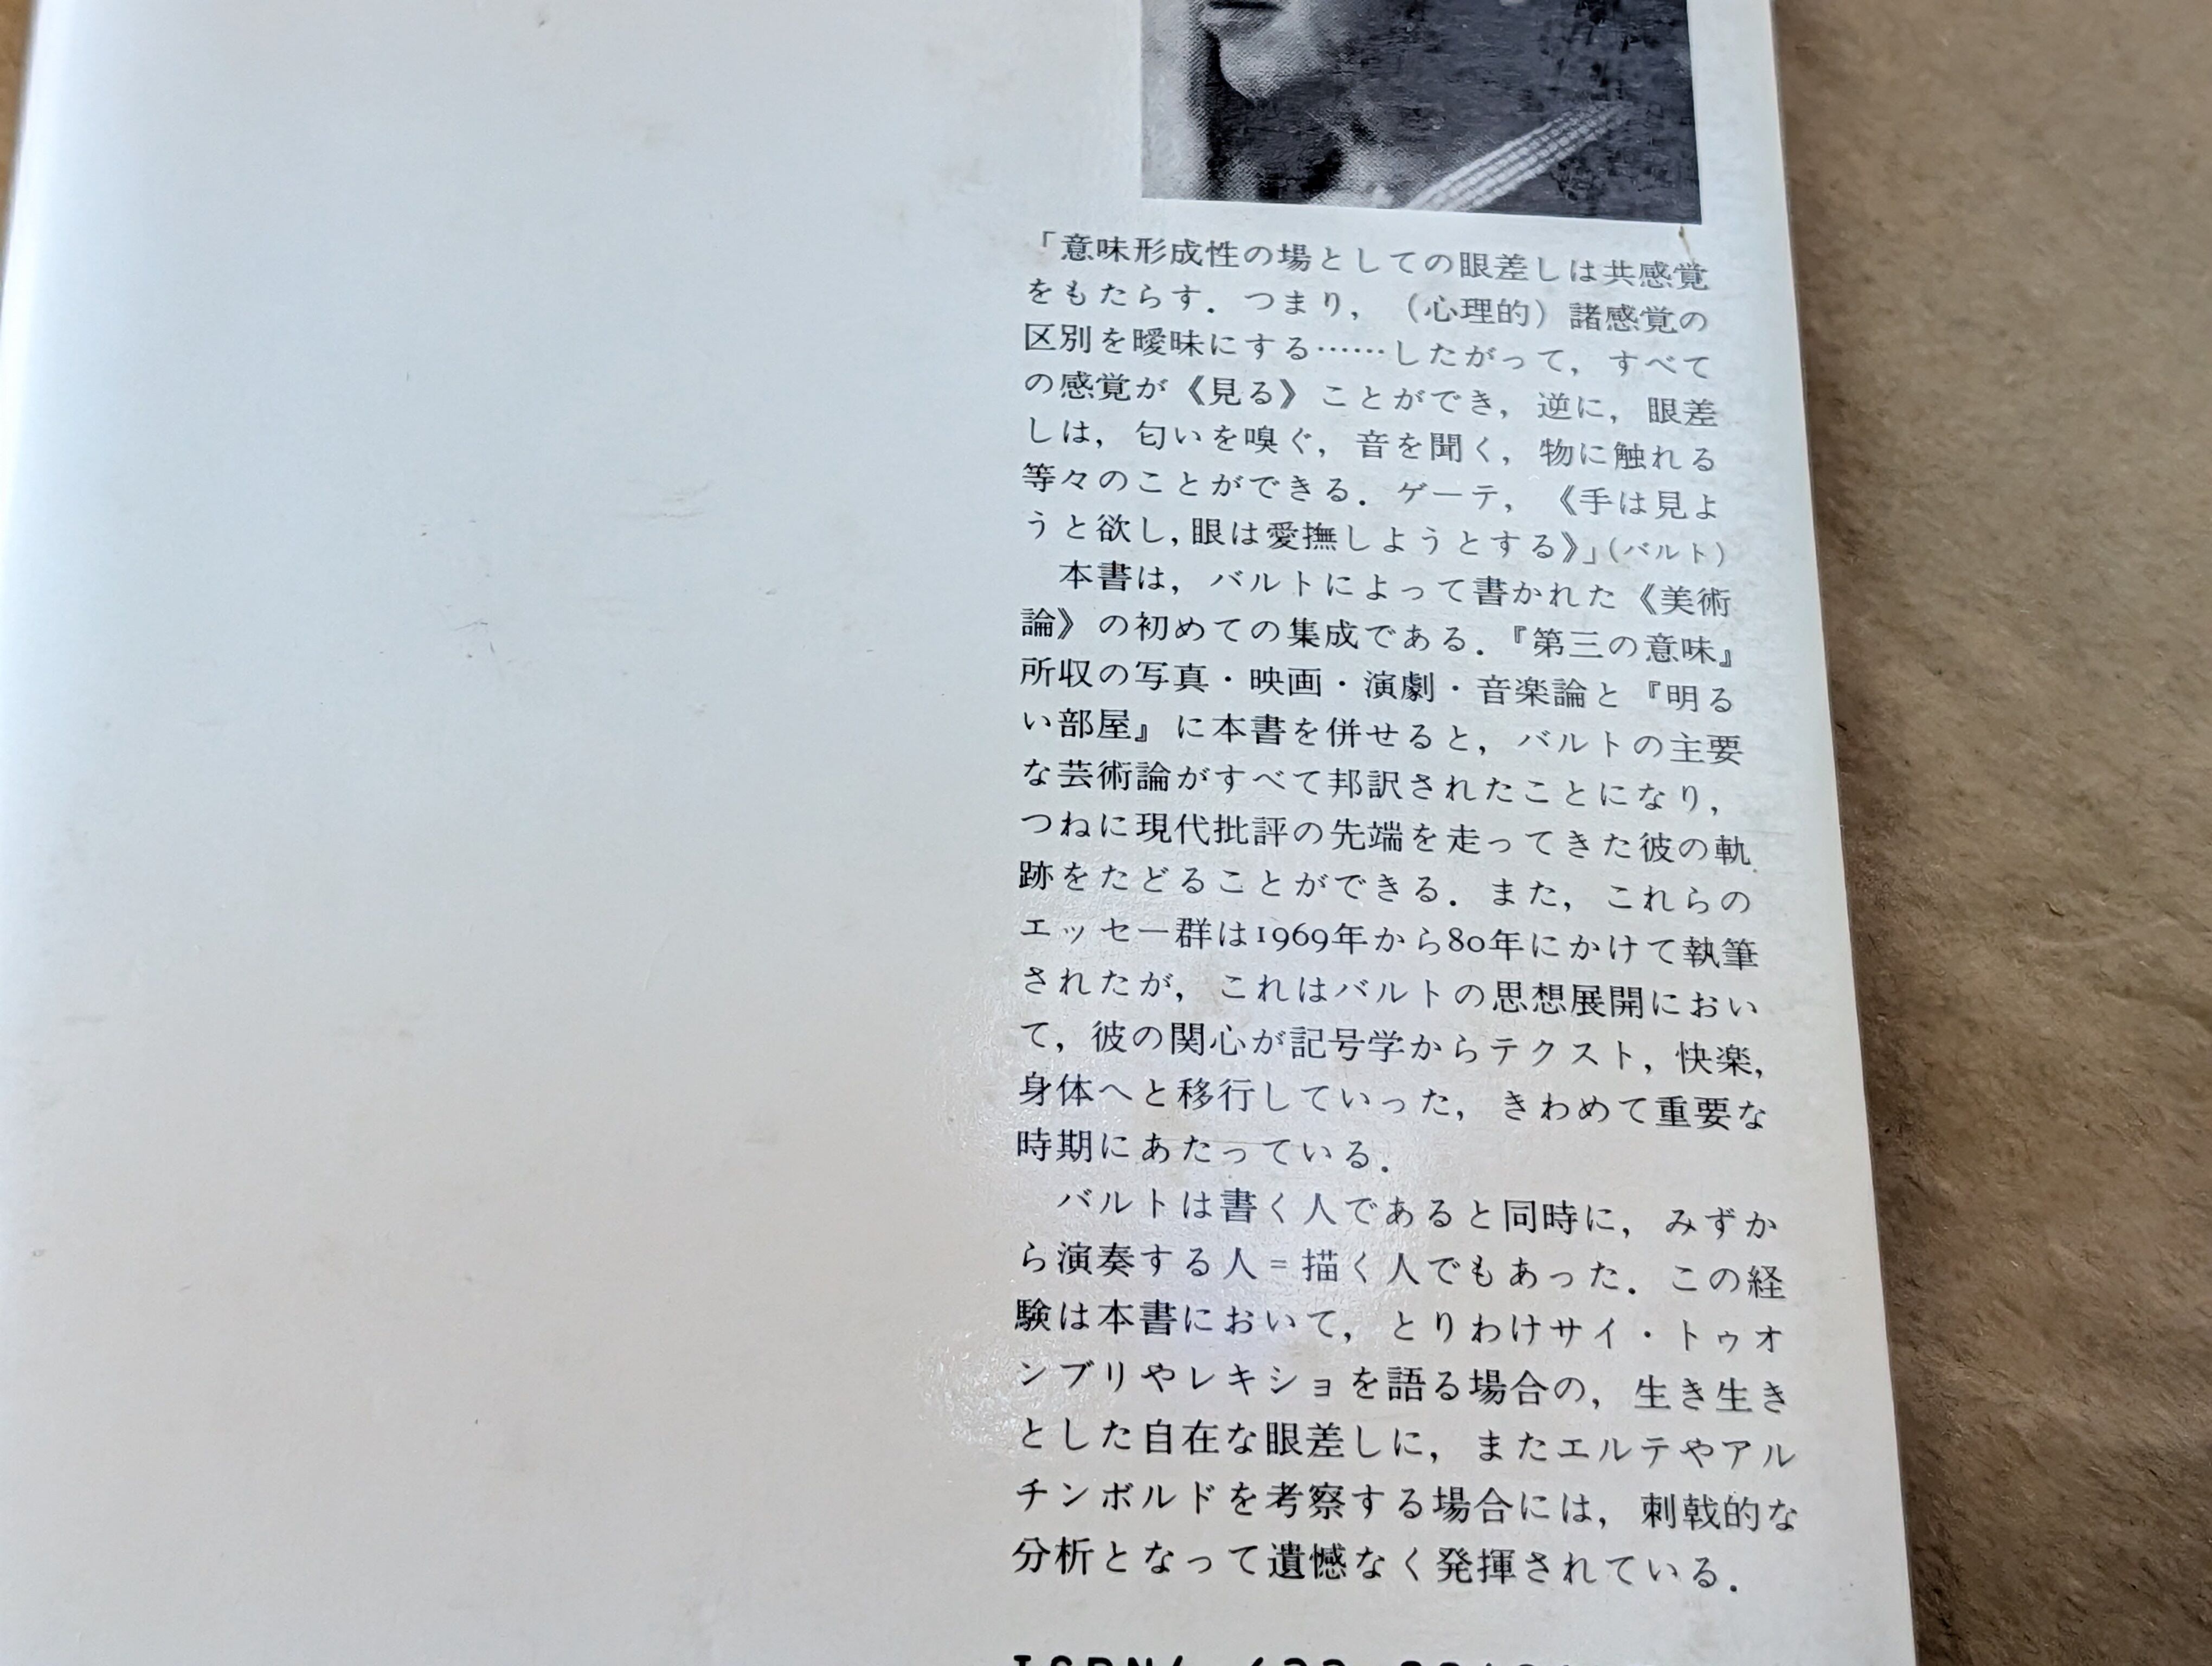 「意味形成性の場としての眼差しは共感覚
をもたらす．つまり，（心理的）諸感覚の
区別を曖昧にする……したがって，すべて
の感覚が《見る》ことができ，逆に，眼差
しは，匂いを嗅ぐ，音を聞く，物に触れる
等々のことができる．ゲーテ，《手は見よ
うと欲し，眼は愛撫しようとする》」（バルト）
本書は，バルトによって書かれた《美術
論》の初めての集成である．『第三の意味』
所収の写真・映画・演劇・音楽論と『明る
い部屋』に本書を併せると，バルトの主要
な芸術論がすべて邦訳されたことになり，
つねに現代批評の先端を走ってきた彼の軌
跡をたどることができる．また，これらの
エッセー群は1969年から80年にかけて執筆
されたが，これはバルトの思想展開におい
て，彼の関心が記号学からテクスト，快楽，
身体へと移行していった，きわめて重要な
時期にあたっている．
バルトは書く人であると同時に，みずか
ら演奏する人＝描く人でもあった．この経
験は本書において，とりわけサイ・トゥオ
ンブリやレキショを語る場合の，生き生き
とした自在な眼差しに，またエルテやアル
チンボルドを考察する場合には，刺戟的な
分析となって遺憾なく発揮されている．